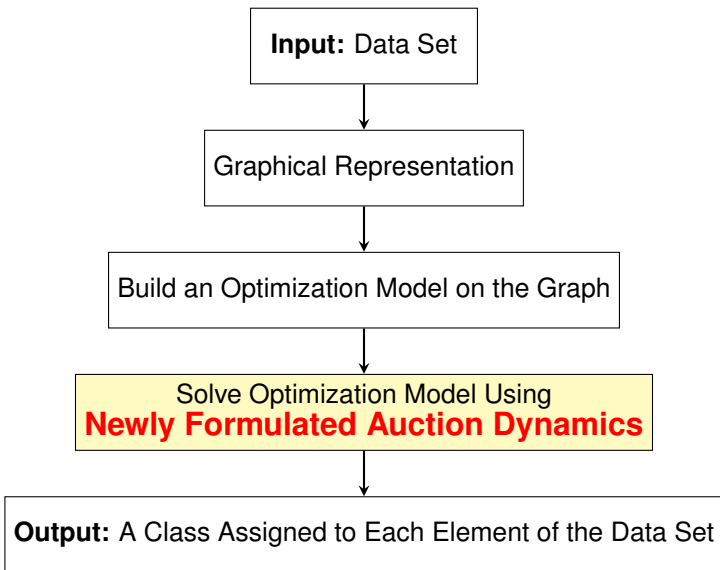 Input: Data Set
Graphical Representation
Build an Optimization Model on the Graph
Solve Optimization Model Using
Newly Formulated Auction Dynamics
Output: A Class Assigned to Each Element of the Data Set